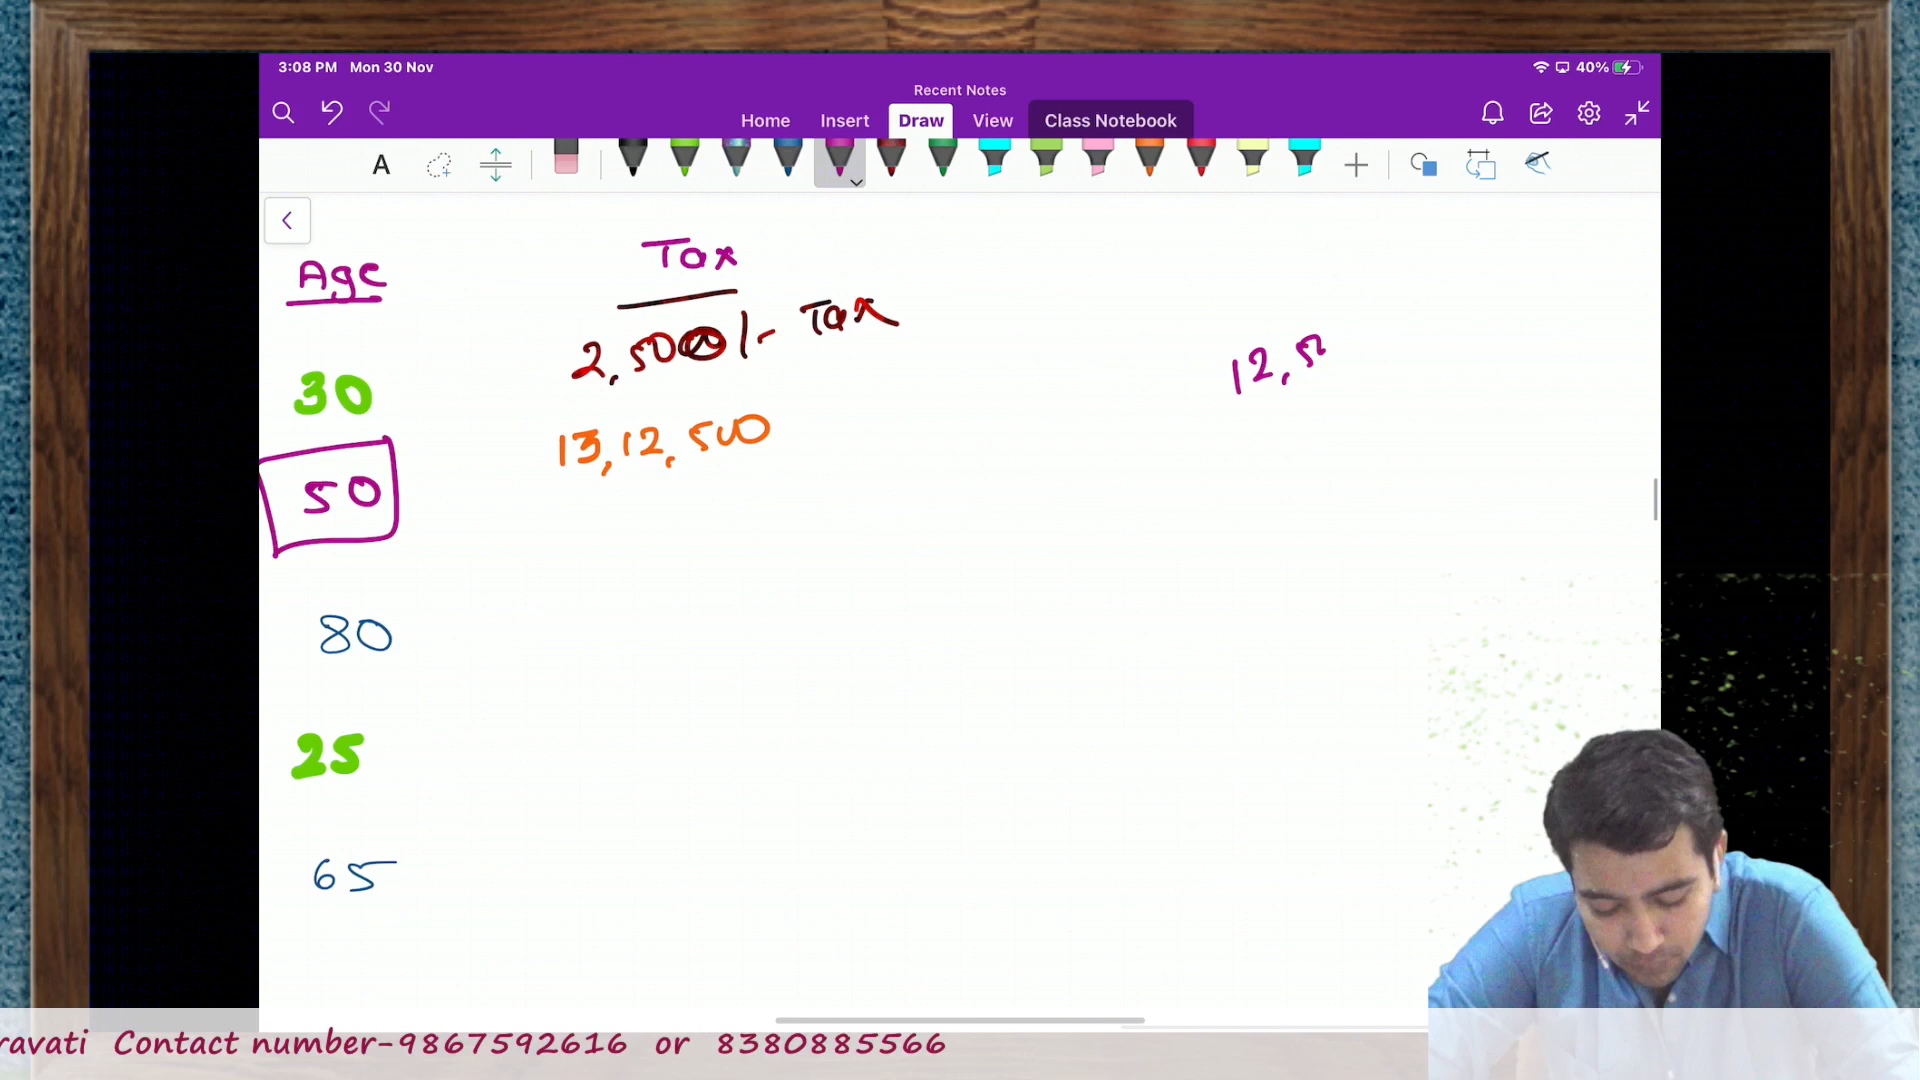 3:08 PM Mon 30 Nov
40%
Recent Notes
Home Insert Draw View Class Notebook
A
Tax
Age
2,500/- Tax
12,5
30
13,12,500
50
80
25
65
ravati Contact number-9867592616 or 8380885566